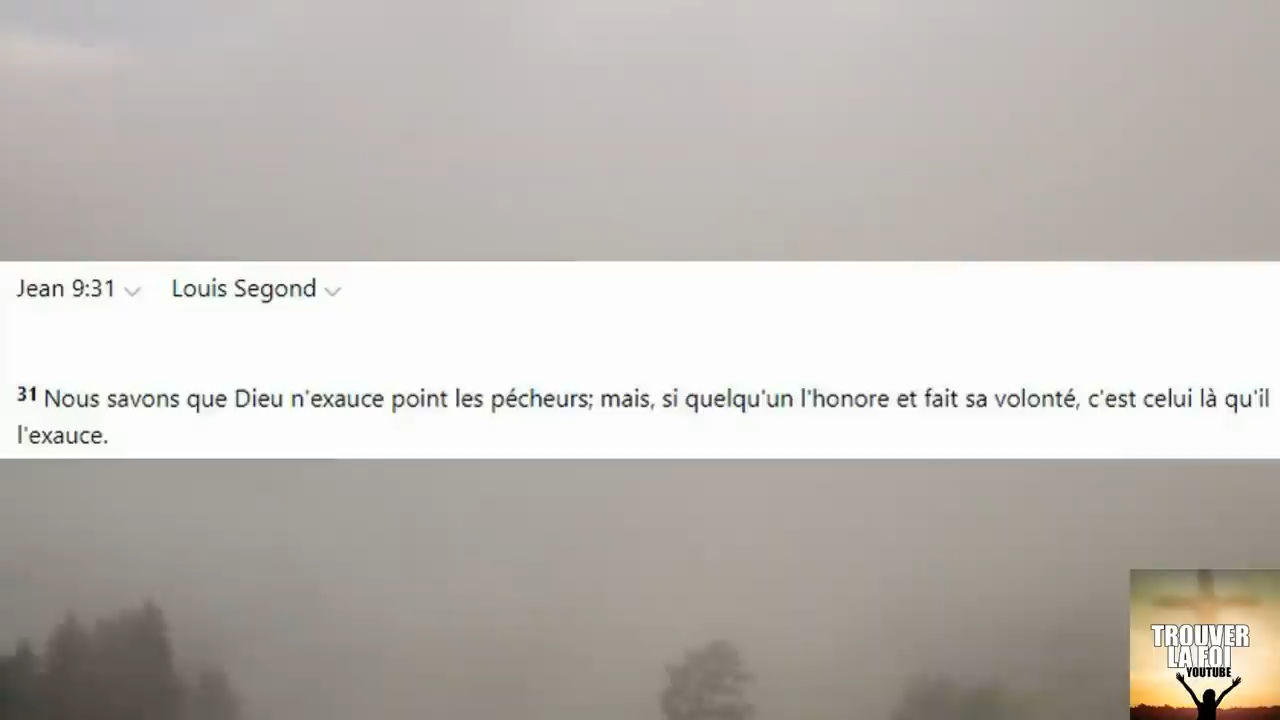 Jean 9:31 Louis Segond
31 Nous savons que Dieu n'exauce point les pécheurs; mais, si quelqu'un l'honore et fait sa volonté, c'est celui là qu'il
l'exauce.
TROUVER
LA FOI
YOUTUBE